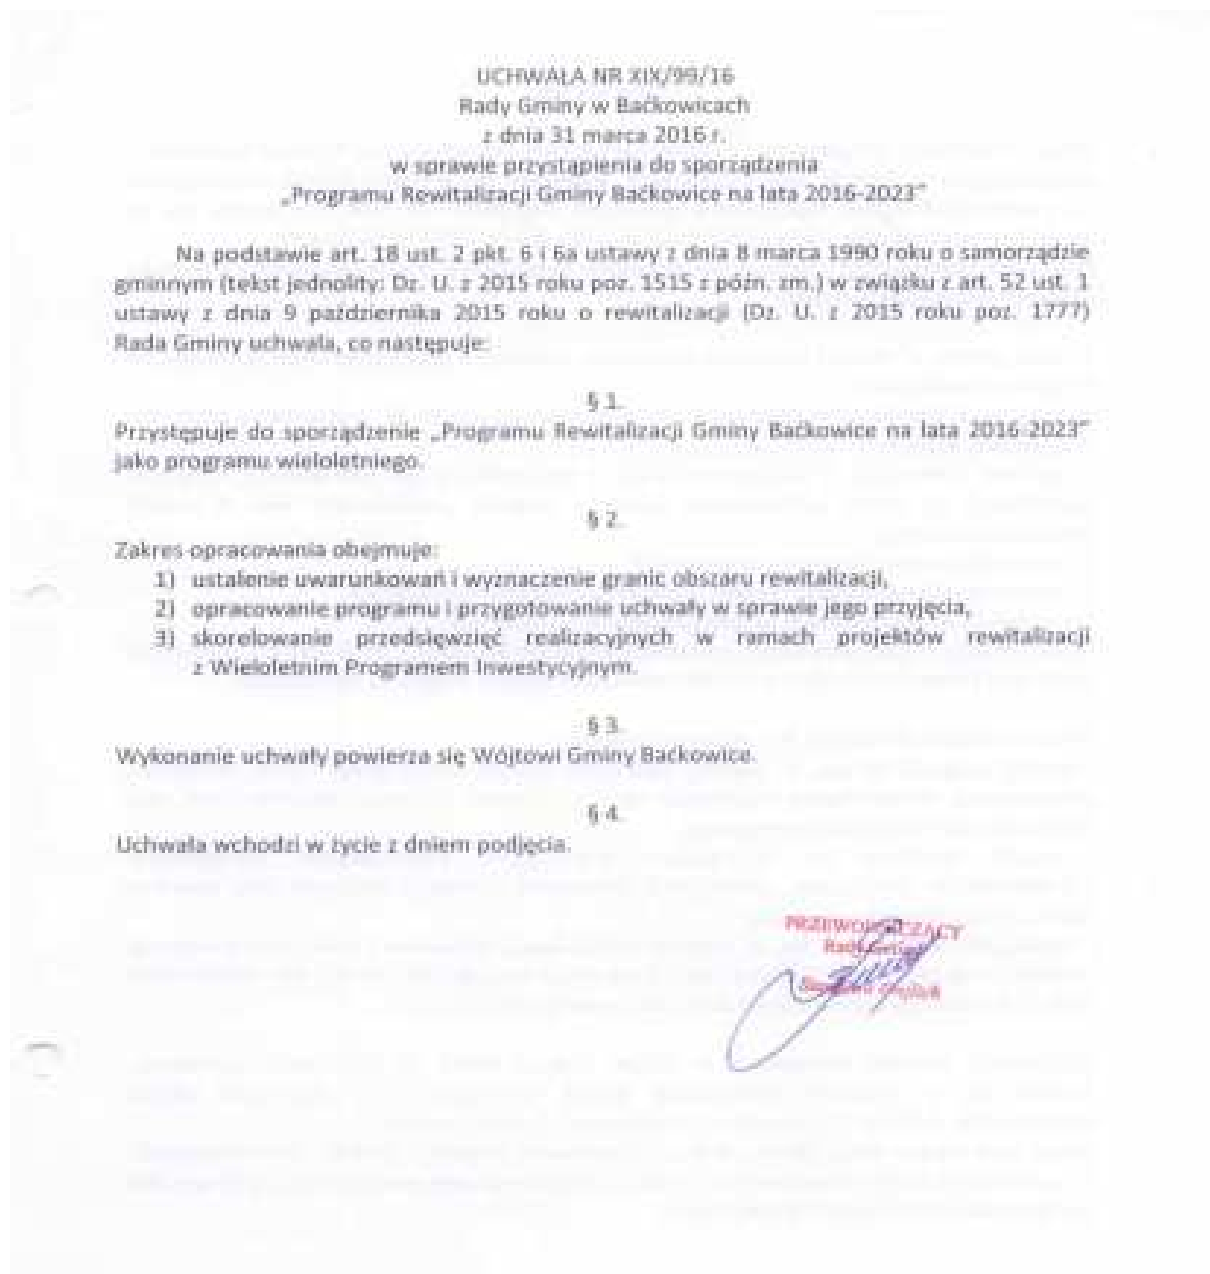 UCHWAŁA NR XIX/99/16
Rady Gminy w Baćkowicach
z dnia 31 marca 2016 r.
w sprawie przystąpienia do sporządzenia
„Programu Rewitalizacji Gminy Baćkowice na lata 2016-2023”
Na podstawie art. 18 ust. 2 pkt. 6 i 6a ustawy z dnia 8 marca 1990 roku o samorządzie
gminnym (tekst jednolity: Dz. U. z 2015 roku poz. 1515 z późn. zm.) w związku z art. 52 ust. 1
ustawy z dnia 9 października 2015 roku o rewitalizacji (Dz. U. z 2015 roku poz. 1777)
Rada Gminy uchwala, co następuje:
§ 1.
Przystępuje do sporządzenie „Programu Rewitalizacji Gminy Baćkowice na lata 2016-2023”
jako programu wieloletniego.
§ 2.
Zakres opracowania obejmuje:
1) ustalenie uwarunkowań i wyznaczenie granic obszaru rewitalizacji,
2) opracowanie programu i przygotowanie uchwały w sprawie jego przyjęcia,
3) skorelowanie przedsięwzięć realizacyjnych w ramach projektów rewitalizacji
z Wieloletnim Programem Inwestycyjnym.
§ 3.
Wykonanie uchwały powierza się Wójtowi Gminy Baćkowice.
§ 4.
Uchwała wchodzi w życie z dniem podjęcia.
PRZEWODNICZĄCY
Rady Gminy